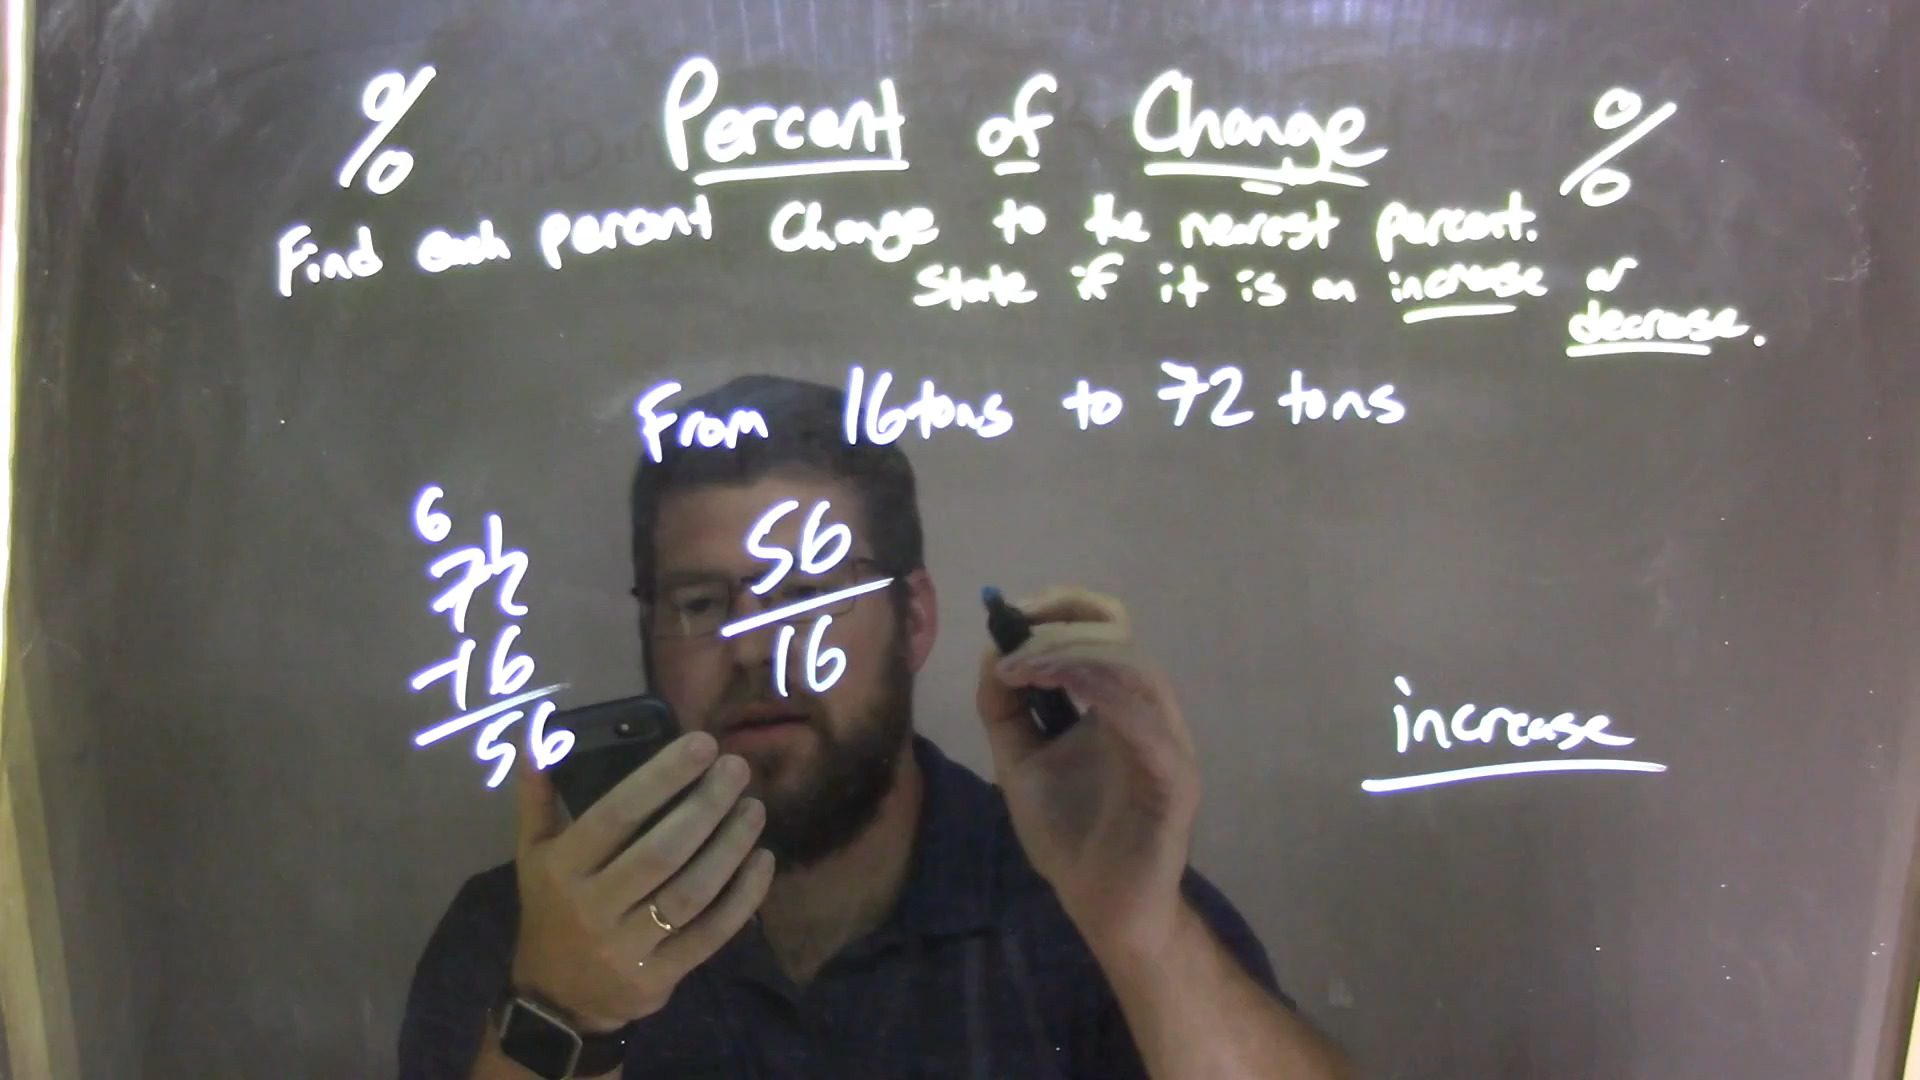 % Percent of Change %
Find each percent change to the nearest percent.
State if it is an increase or
decrease.
From 16 tons to 72 tons
6 1
72
-16
56
56
16
increase